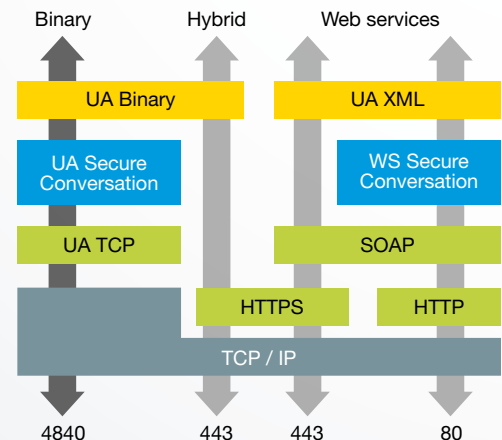 Binary Hybrid Web services
UA Binary UA XML
UA Secure
Conversation
WS Secure
Conversation
UA TCP SOAP
HTTPS HTTP
TCP / IP
4840 443 443 80